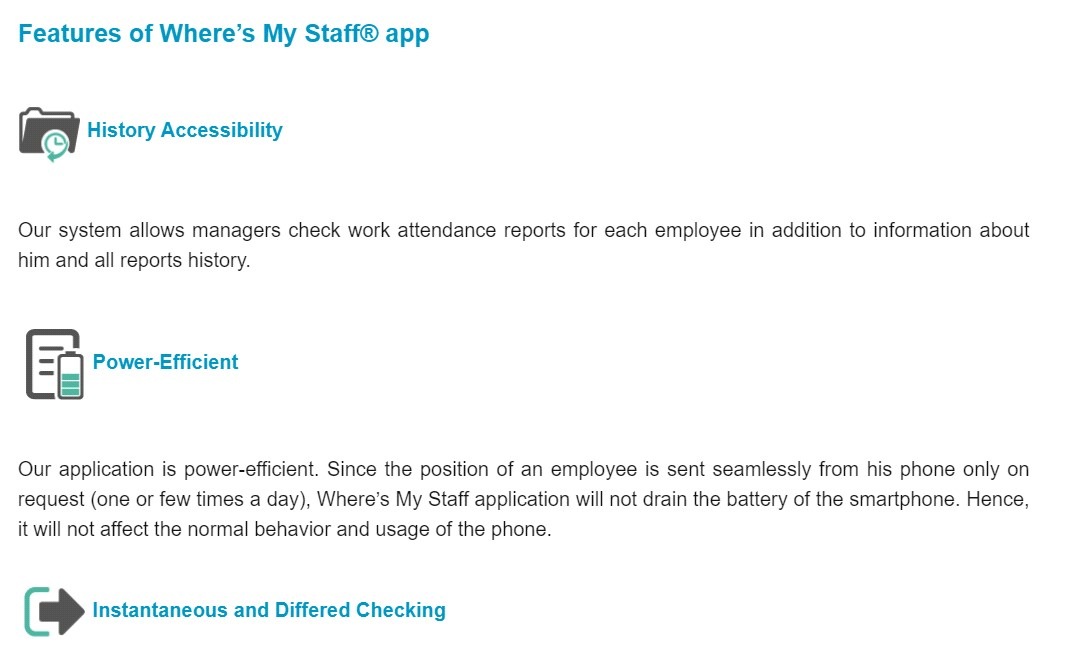 Features of Where’s My Staff® app
History Accessibility
Our system allows managers check work attendance reports for each employee in addition to information about
him and all reports history.
Power-Efficient
Our application is power-efficient. Since the position of an employee is sent seamlessly from his phone only on
request (one or few times a day), Where’s My Staff application will not drain the battery of the smartphone. Hence,
it will not affect the normal behavior and usage of the phone.
Instantaneous and Differed Checking